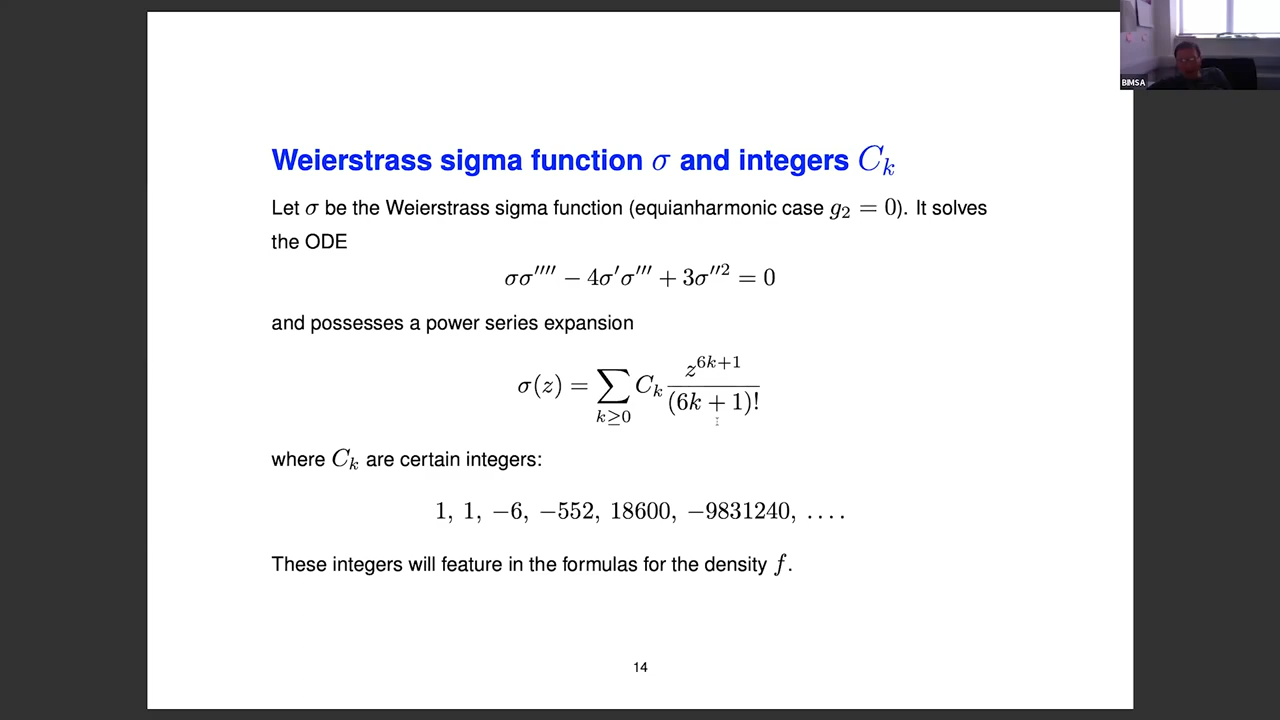 BIMSA
Weierstrass sigma function σ and integers C_k
Let σ be the Weierstrass sigma function (equianharmonic case g_2 = 0). It solves
the ODE
σσ'''' − 4σ'σ''' + 3σ''^2 = 0
and possesses a power series expansion
σ(z) = ∑_{k≥0} C_k z^{6k+1}/(6k + 1)!
where C_k are certain integers:
1, 1, −6, −552, 18600, −9831240, ....
These integers will feature in the formulas for the density f.
14